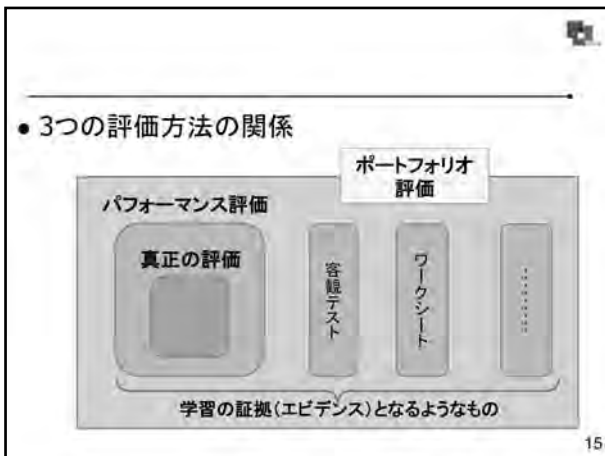 • 3つの評価方法の関係
ポートフォリオ
評価
パフォーマンス評価
真正の評価
客観テスト
ワークシート
………
学習の証拠(エビデンス)となるようなもの
15